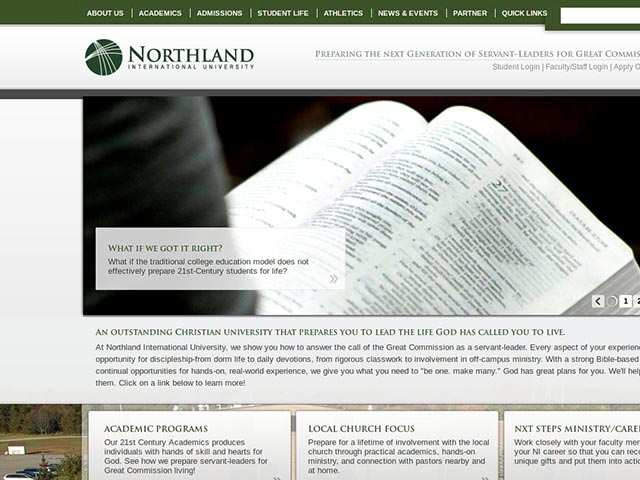 ABOUT US | ACADEMICS | ADMISSIONS | STUDENT LIFE | ATHLETICS | NEWS & EVENTS | PARTNER | QUICK LINKS
NORTHLAND
INTERNATIONAL UNIVERSITY
PREPARING THE NEXT GENERATION OF SERVANT-LEADERS FOR GREAT COMMIS
Student Login | Faculty/Staff Login | Apply O
27
WHAT IF WE GOT IT RIGHT?
What if the traditional college education model does not
effectively prepare 21st-Century students for life?
1 2
AN OUTSTANDING CHRISTIAN UNIVERSITY THAT PREPARES YOU TO LEAD THE LIFE GOD HAS CALLED YOU TO LIVE.
At Northland International University, we show you how to answer the call of the Great Commission as a servant-leader. Every aspect of your experien
opportunity for discipleship-from dorm life to daily devotions, from rigorous classwork to involvement in off-campus ministry. With a strong Bible-based
continual opportunities for hands-on, real-world experience, we give you what you need to "be one. make many." God has great plans for you. We'll help
them. Click on a link below to learn more!
ACADEMIC PROGRAMS
Our 21st Century Academics produces
individuals with hands of skill and hearts for
God. See how we prepare servant-leaders for
Great Commission living!
LOCAL CHURCH FOCUS
Prepare for a lifetime of involvement with the local
church through practical academics, hands-on
ministry, and connection with pastors nearby and
at home.
NXT STEPS MINISTRY/CAREE
Work closely with your faculty men
your NI career so that you can reco
unique gifts and put them into actio